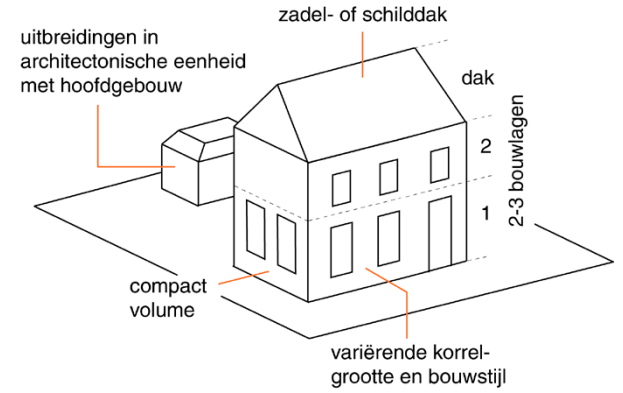 zadel- of schilddak
uitbreidingen in
architectonische eenheid
met hoofdgebouw
dak
2
1
2-3 bouwlagen
compact
volume
variërende korrel-
grootte en bouwstijl